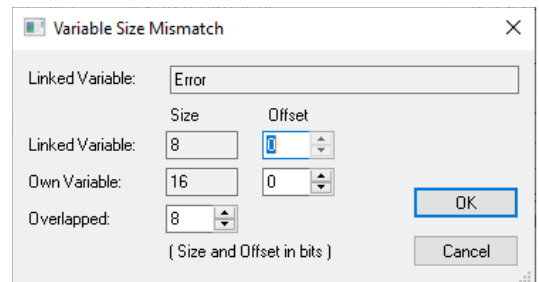 Variable Size Mismatch
Linked Variable: Error
Size Offset
Linked Variable: 8 0
Own Variable: 16 0
OK
Overlapped: 8
( Size and Offset in bits ) Cancel